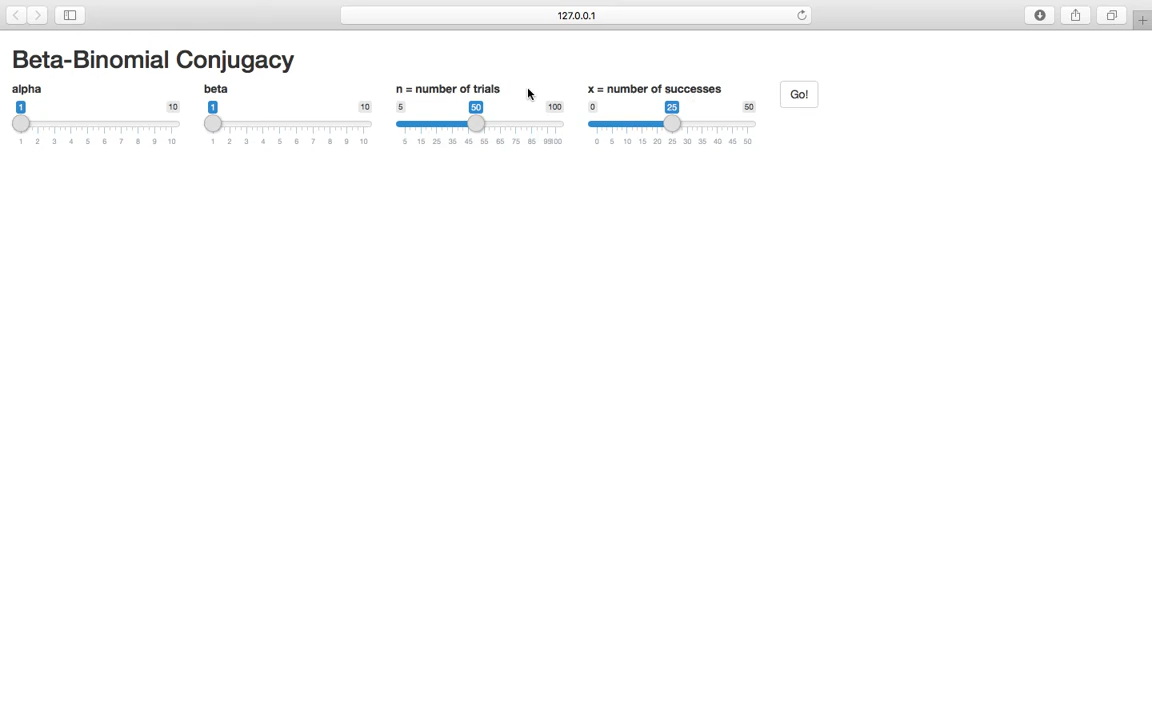 127.0.0.1
Beta-Binomial Conjugacy
alpha
1 10
1 2 3 4 5 6 7 8 9 10
beta
1 10
1 2 3 4 5 6 7 8 9 10
n = number of trials
5 50 100
5 15 25 35 45 55 65 75 85 95 100
x = number of successes
0 25 50
0 5 10 15 20 25 30 35 40 45 50
Go!